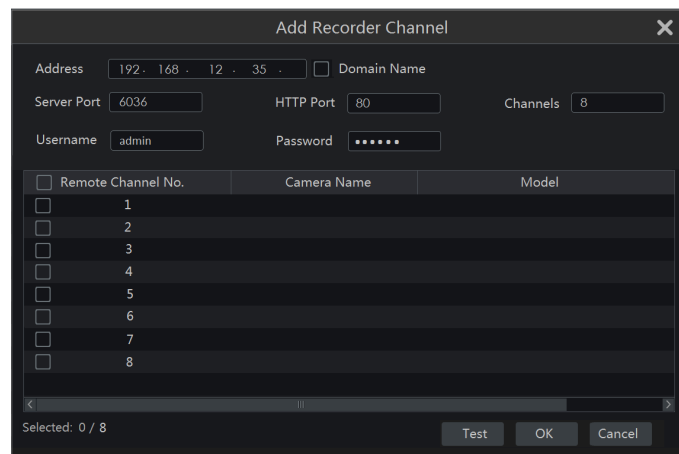 Add Recorder Channel
Address 192 . 168 . 12 . 35 . Domain Name
Server Port 6036 HTTP Port 80 Channels 8
Username admin Password ••••••
Remote Channel No. Camera Name Model
1
2
3
4
5
6
7
8
Selected: 0 / 8 Test OK Cancel